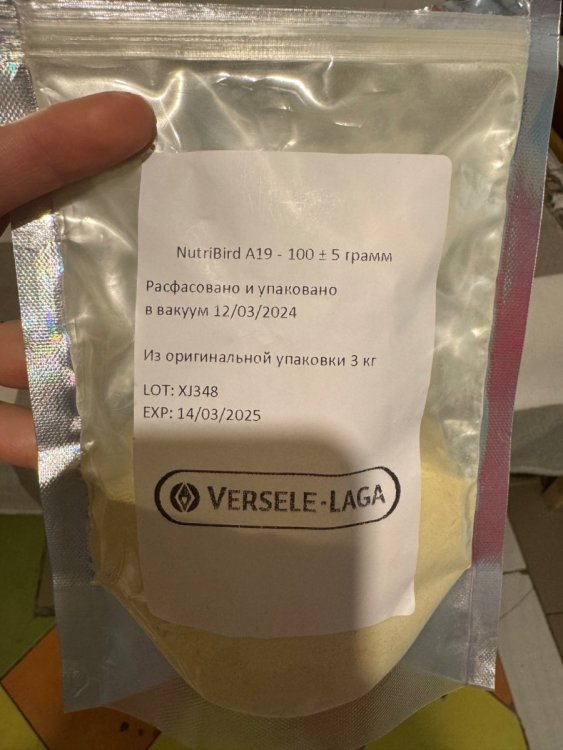 NutriBird A19 - 100 ± 5 грамм
Расфасовано и упаковано
в вакуум 12/03/2024
Из оригинальной упаковки 3 кг
LOT: XJ348
EXP: 14/03/2025
VERSELE-LAGA